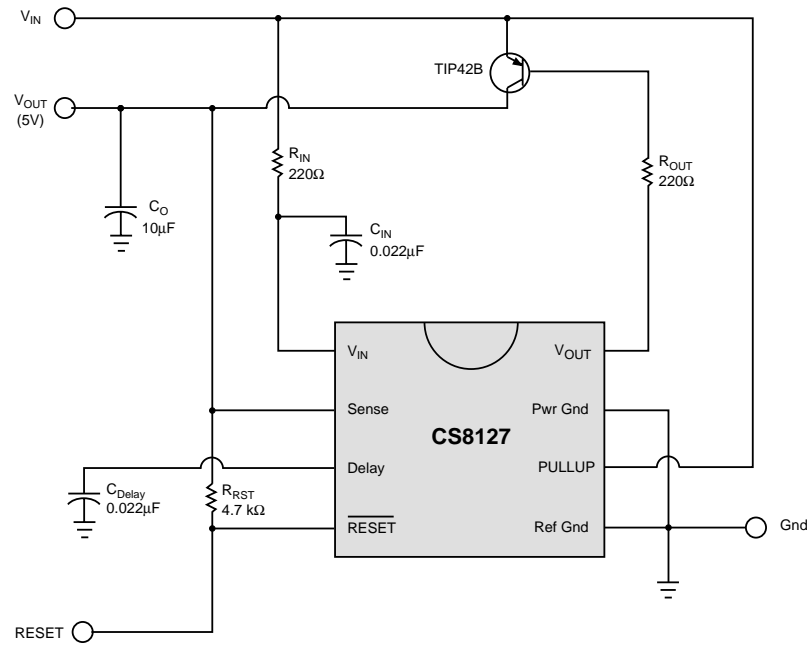 VIN
TIP42B
VOUT
(5V)
RIN
220Ω
ROUT
220Ω
CO
10μF
CIN
0.022μF
VIN
VOUT
Sense
Pwr Gnd
CS8127
Delay
PULLUP
CDelay
0.022μF
RRST
4.7 kΩ
RESET
Ref Gnd
Gnd
RESET